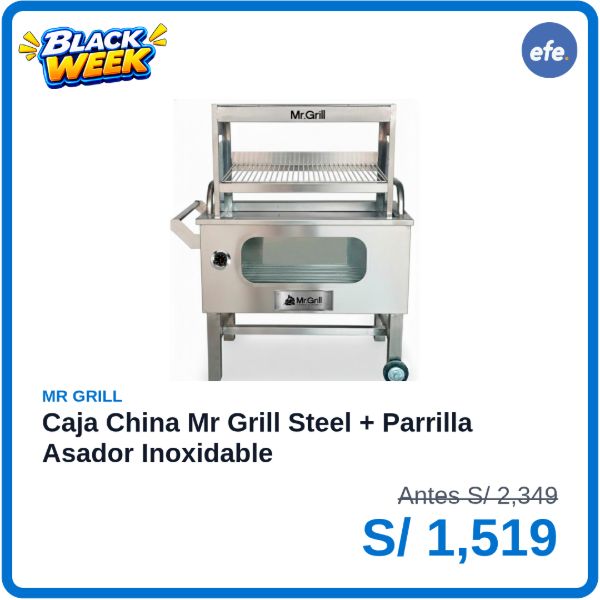 BLACK
WEEK
efe.
Mr.Grill
Mr.Grill
MR GRILL
Caja China Mr Grill Steel + Parrilla
Asador Inoxidable
Antes S/ 2,349
S/ 1,519